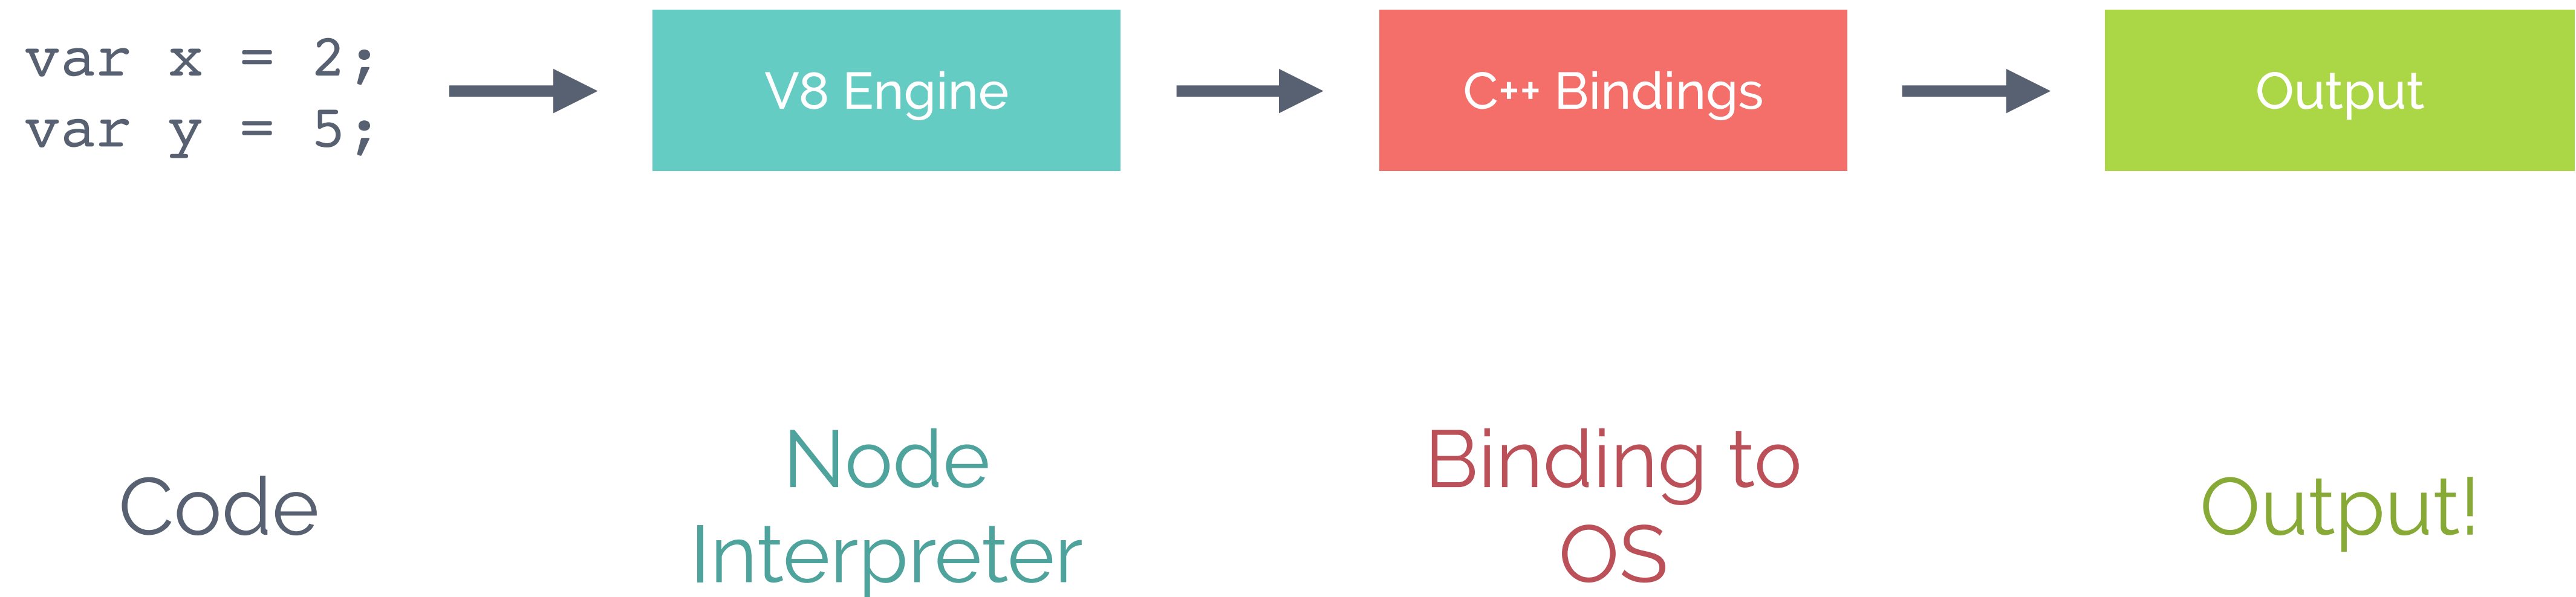 var x = 2;
var y = 5;
V8 Engine
C++ Bindings
Output
Code
Node
Interpreter
Binding to
OS
Output!